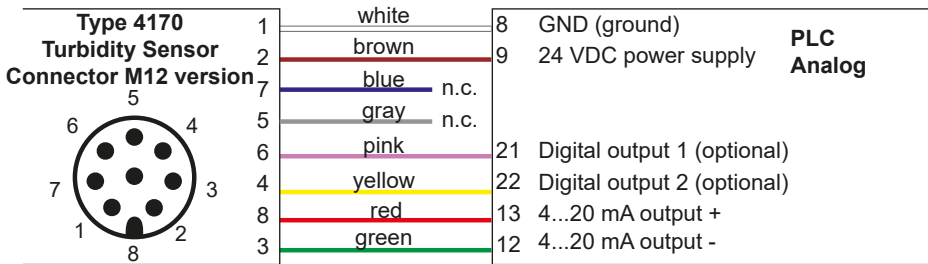 Type 4170
Turbidity Sensor
Connector M12 version
5
6 4
7 3
1 2
8
1 white 8 GND (ground)
2 brown 9 24 VDC power supply
7 blue n.c.
5 gray n.c.
6 pink 21 Digital output 1 (optional)
4 yellow 22 Digital output 2 (optional)
8 red 13 4...20 mA output +
3 green 12 4...20 mA output -
PLC
Analog